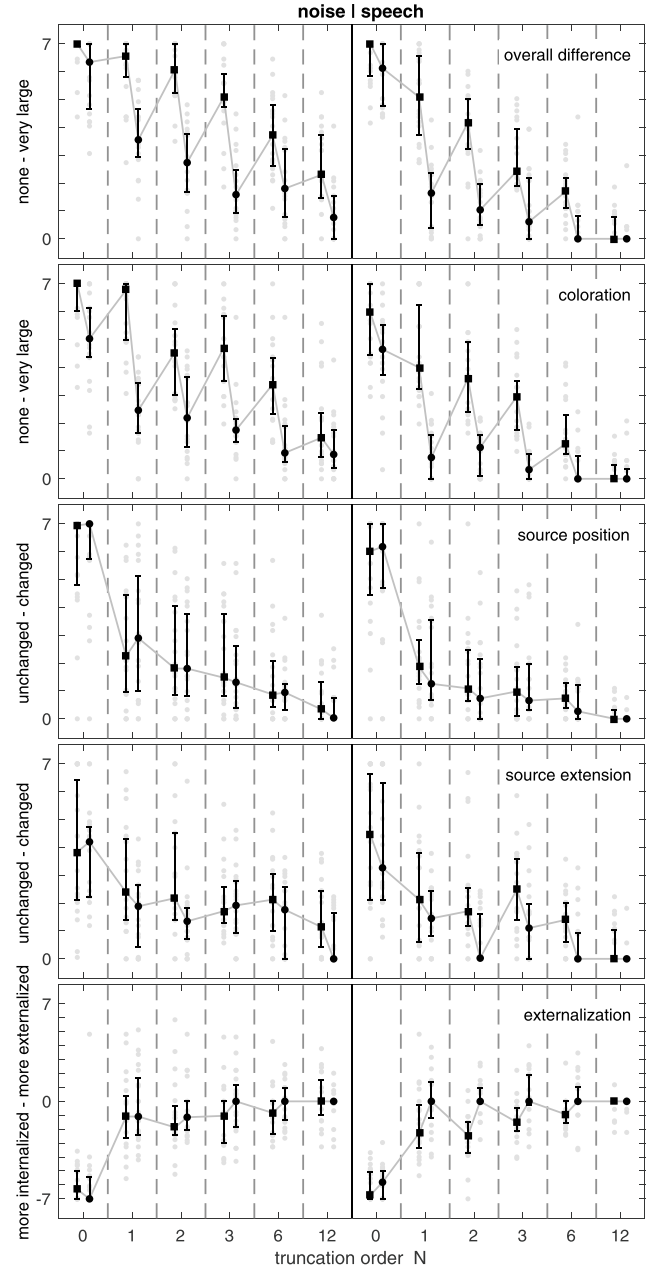 noise | speech
7
overall difference
none - very large
0
7
coloration
none - very large
0
7
source position
unchanged - changed
0
7
source extension
unchanged - changed
0
7
externalization
more internalized - more externalized
0
-7
0 1 2 3 6 12 0 1 2 3 6 12
truncation order N